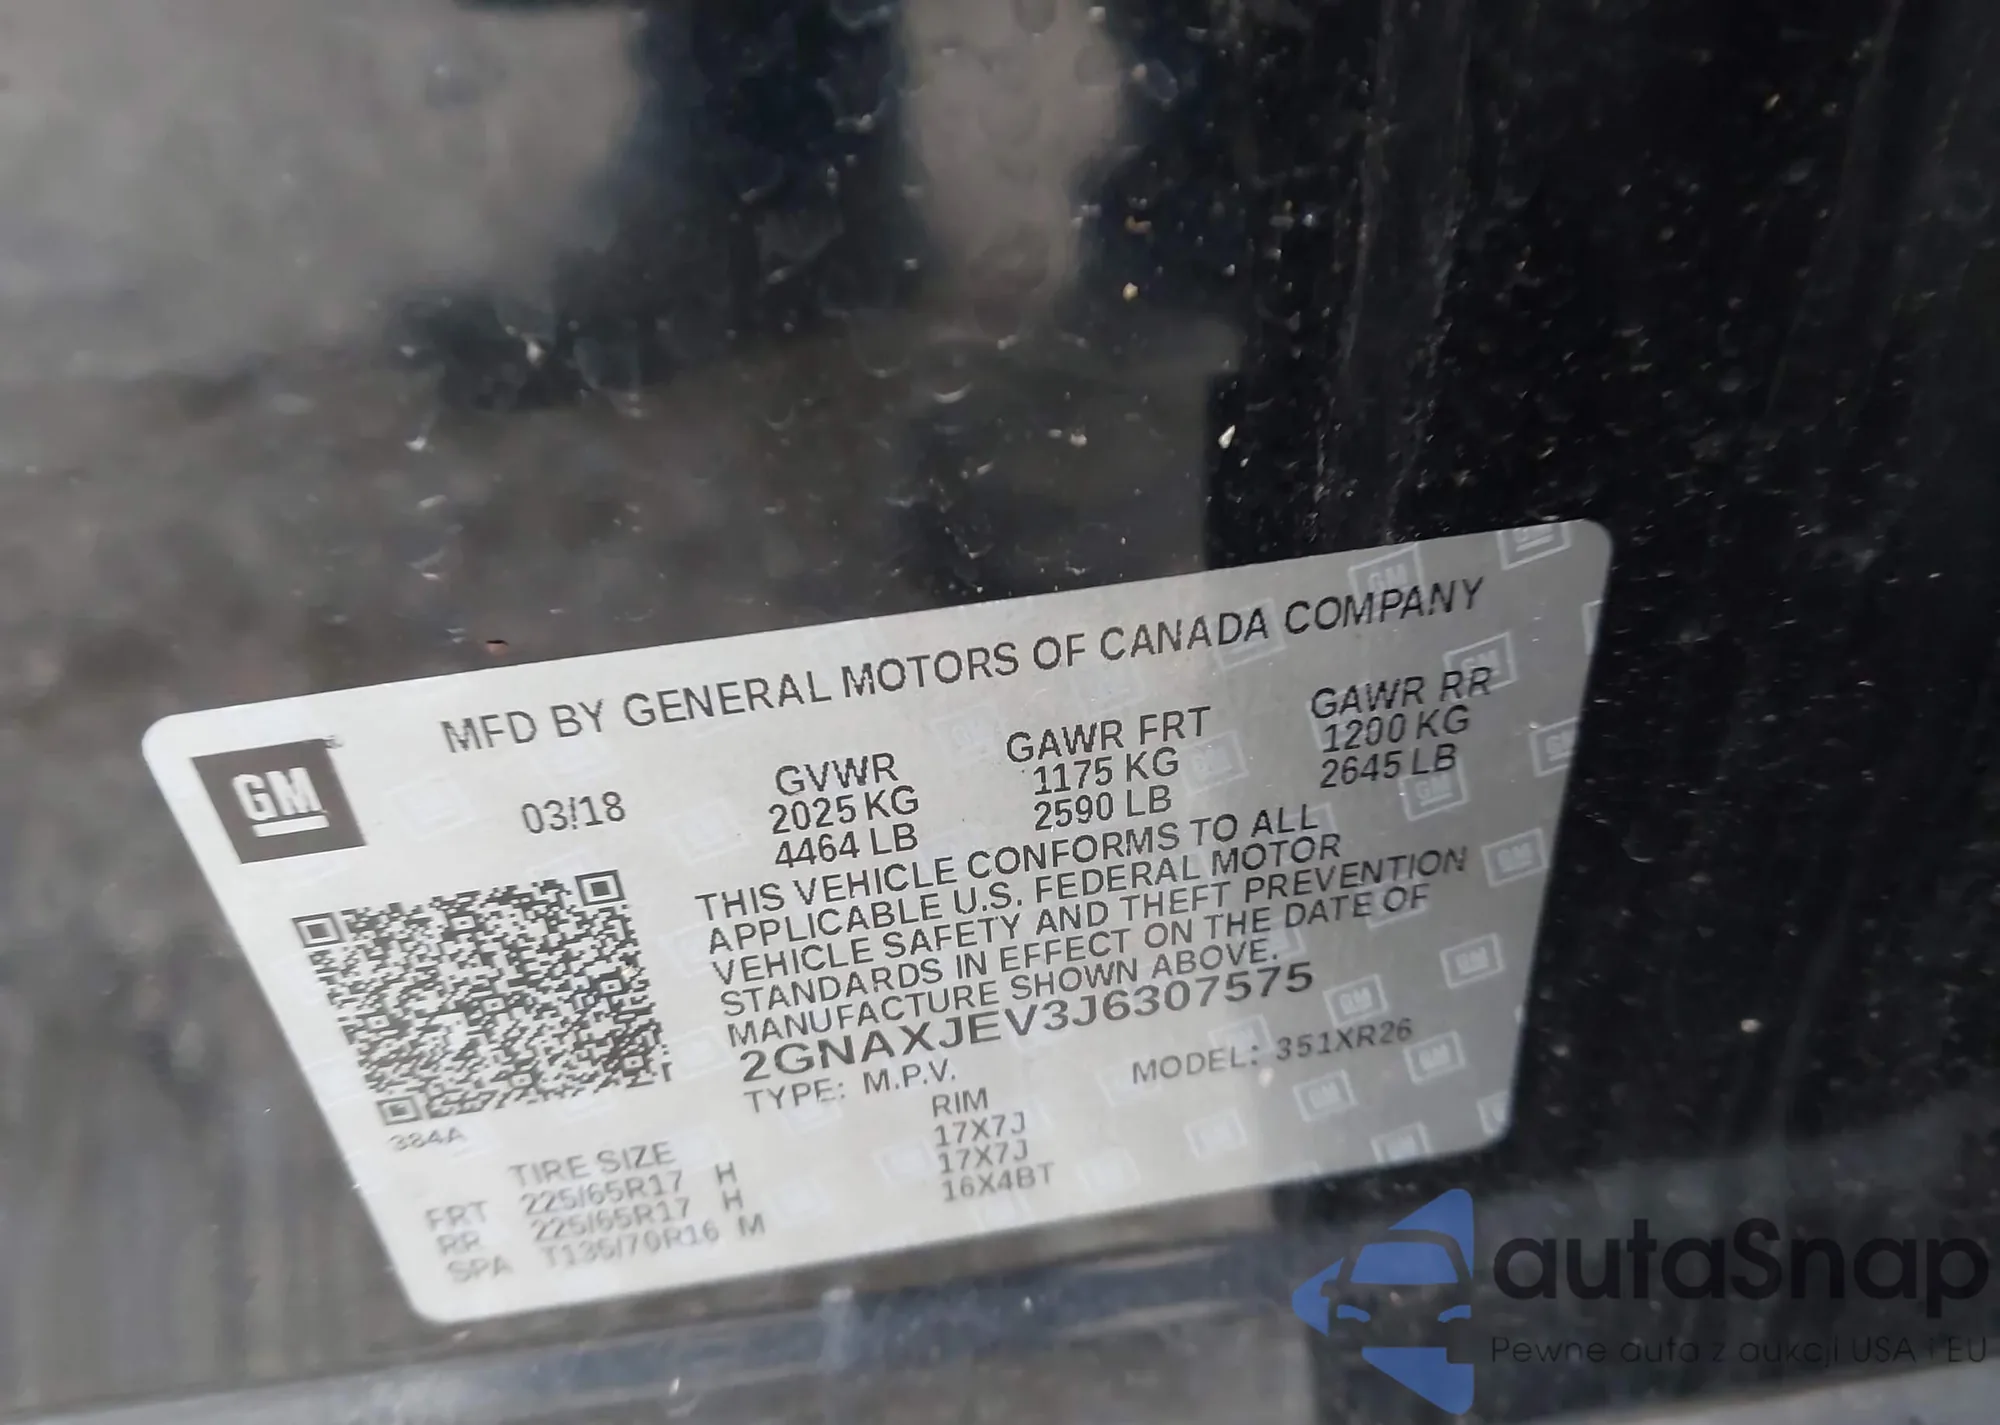 MFD BY GENERAL MOTORS OF CANADA COMPANY
GM
03/18
GVWR
2025 KG
4464 LB
GAWR FRT
1175 KG
2590 LB
GAWR RR
1200 KG
2645 LB
THIS VEHICLE CONFORMS TO ALL
APPLICABLE U.S. FEDERAL MOTOR
VEHICLE SAFETY AND THEFT PREVENTION
STANDARDS IN EFFECT ON THE DATE OF
MANUFACTURE SHOWN ABOVE.
2GNAXJEV3J6307575
TYPE: M.P.V. MODEL: 351XR26
384A
TIRE SIZE RIM
FRT 225/65R17 H 17X7J
RR 225/65R17 H 17X7J
SPA T135/70R16 M 16X4BT
autaSnap
Pewne auta z aukcji USA i EU